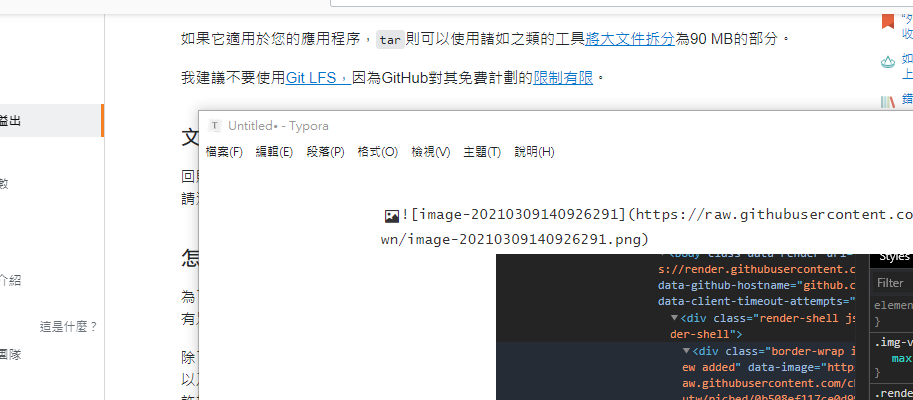 如果它適用於您的應用程序，tar則可以使用諸如之類的工具將大文件拆分為90 MB的部分。
我建議不要使用Git LFS，因為GitHub對其免費計劃的限制有限。
收
如
上
溢出
數
介紹
這是什麼？
團隊
文
回
請
怎
為
有
除
以
Untitled• - Typora
檔案(F) 編輯(E) 段落(P) 格式(O) 檢視(V) 主題(T) 說明(H)
![image-20210309140926291](https://raw.githubusercontent.co
wn/image-20210309140926291.png)
s://render.githubusercontent.c
data-github-hostname="github.c
data-client-timeout-attempts="
▼<div class="render-shell js
der-shell">
▼<div class="border-wrap i
ew added" data-image="http
aw.githubusercontent.com/c
Styles
Filter
elemen
}
.img-v
max
}
.rende